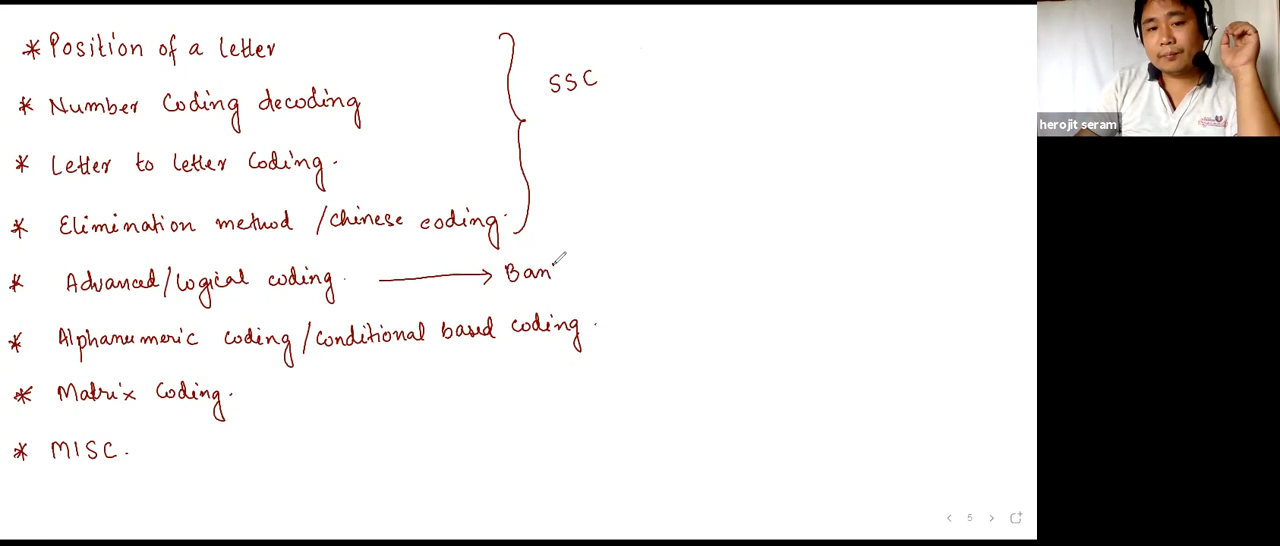 * Position of a letter
* Number Coding decoding
* Letter to letter Coding.
SSC
* Elimination method / chinese coding.
* Advanced/logical coding. → Ban
* Alphanumeric coding/conditional based coding.
* Matrix Coding.
* MISC.
herojit seram
< 5 >